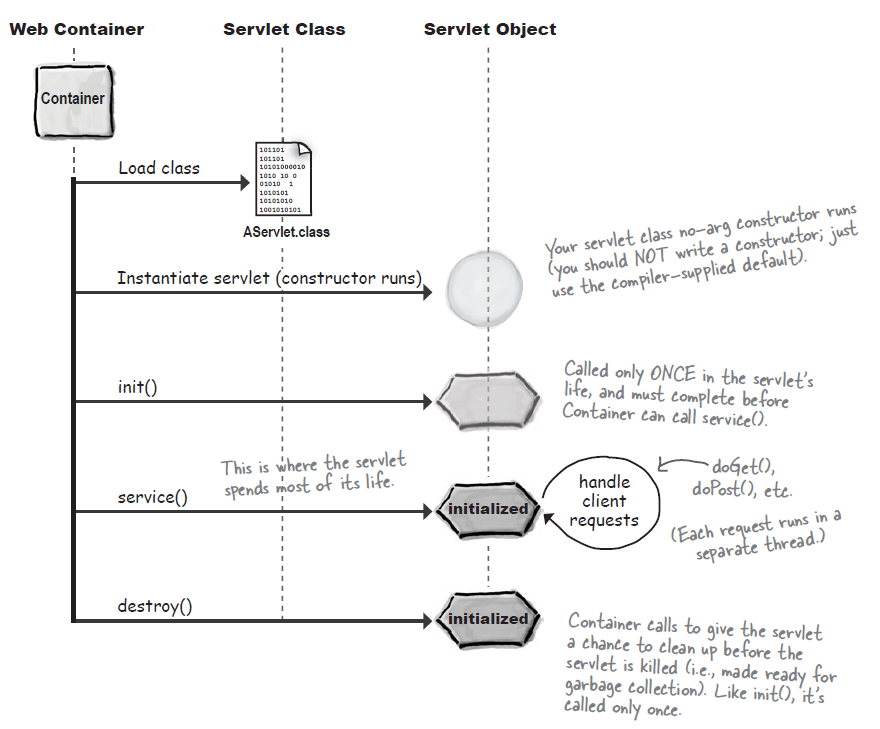 Web Container
Servlet Class
Servlet Object
Container
Load class
101101
101101
10101000010
1010 10 0
01010 1
1010101
10101010
1001010101
AServlet.class
Instantiate servlet (constructor runs)
Your servlet class no-arg constructor runs
(you should NOT write a constructor; just
use the compiler-supplied default).
init()
Called only ONCE in the servlet's
life, and must complete before
Container can call service().
This is where the servlet
spends most of its life.
service()
initialized
handle
client
requests
doGet(),
doPost(), etc.
(Each request runs in a
separate thread.)
destroy()
initialized
Container calls to give the servlet
a chance to clean up before the
servlet is killed (i.e., made ready for
garbage collection). Like init(), it's
called only once.